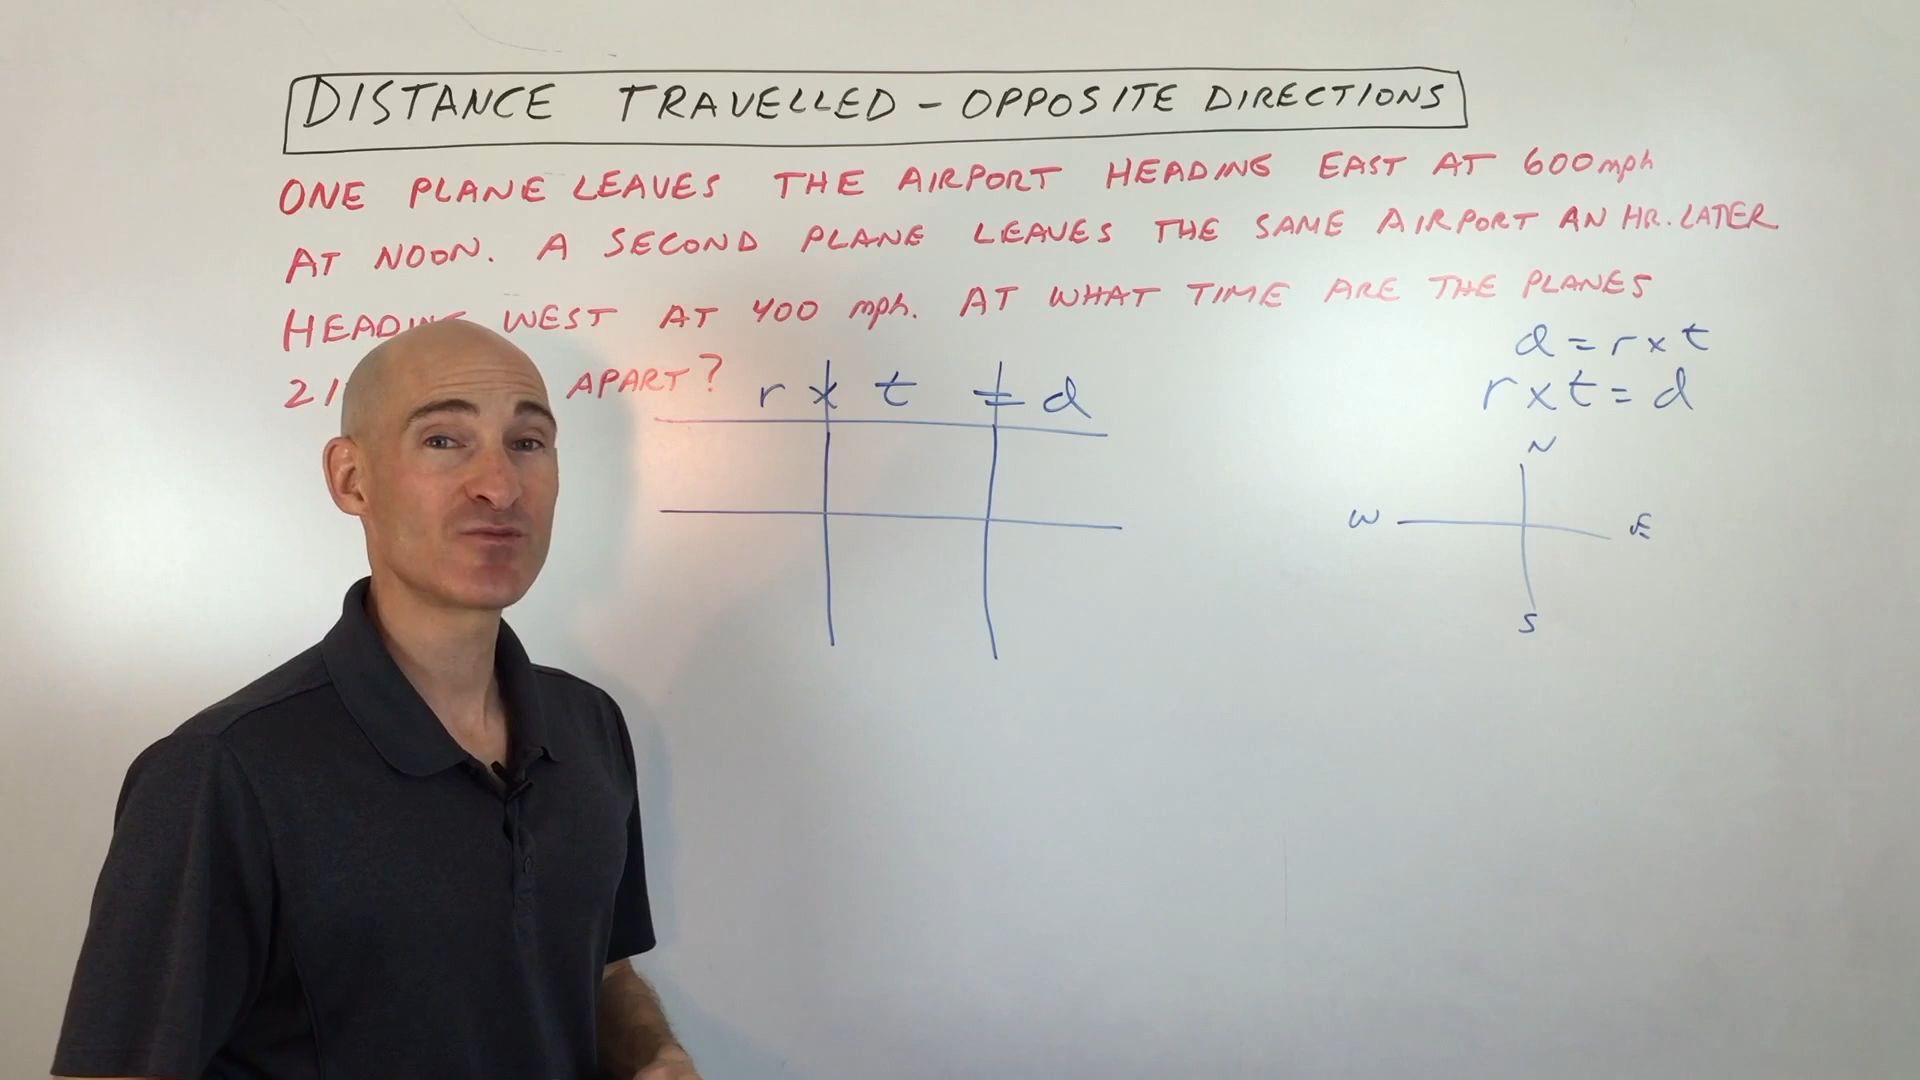 DISTANCE TRAVELLED - OPPOSITE DIRECTIONS
ONE PLANE LEAVES THE AIRPORT HEADING EAST AT 600mph
AT NOON. A SECOND PLANE LEAVES THE SAME AIRPORT AN HR. LATER
WEST AT 400 mph. AT WHAT TIME ARE THE PLANES
APART?
r x t = d
d = r x t
r x t = d
N
W E
S